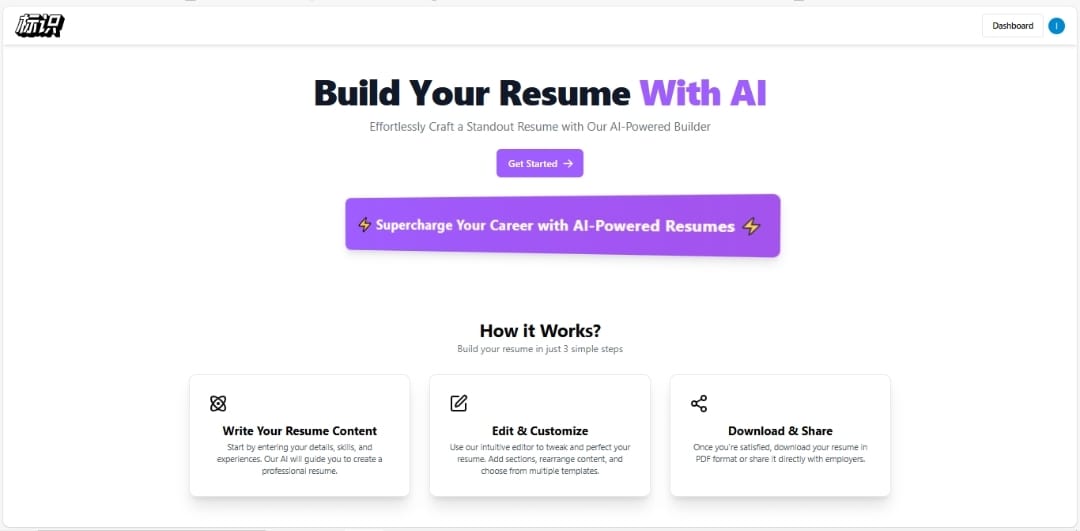 标识
Dashboard
I
Build Your Resume With AI
Effortlessly Craft a Standout Resume with Our AI-Powered Builder
Get Started →
⚡ Supercharge Your Career with AI-Powered Resumes ⚡
How it Works?
Build your resume in just 3 simple steps
Write Your Resume Content
Start by entering your details, skills, and
experiences. Our AI will guide you to create a
professional resume.
Edit & Customize
Use our intuitive editor to tweak and perfect your
resume. Add sections, rearrange content, and
choose from multiple templates.
Download & Share
Once you're satisfied, download your resume in
PDF format or share it directly with employers.